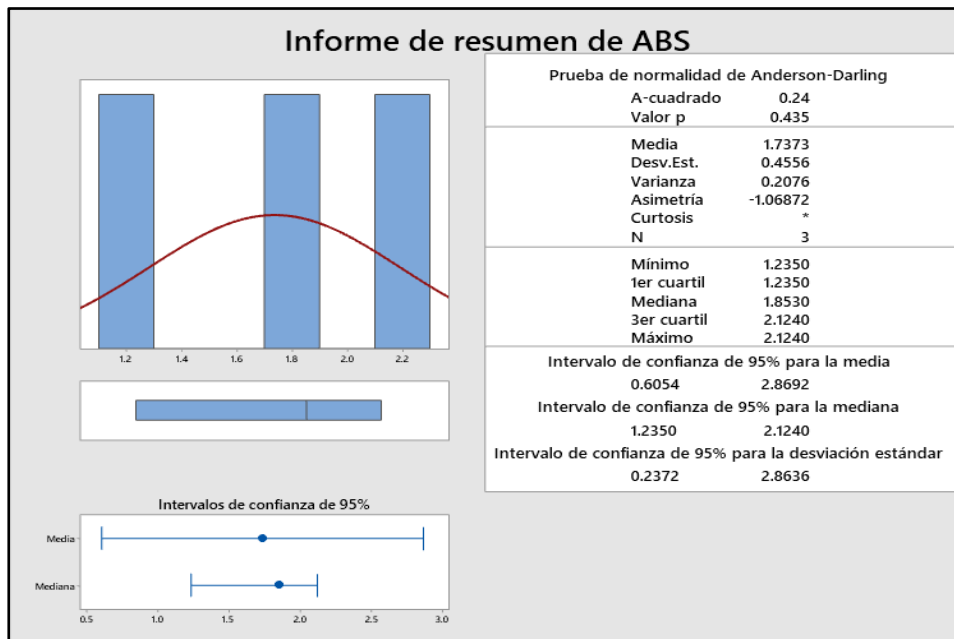 Informe de resumen de ABS
1.2 1.4 1.6 1.8 2.0 2.2
Intervalos de confianza de 95%
Media
Mediana
0.5 1.0 1.5 2.0 2.5 3.0
Prueba de normalidad de Anderson-Darling
A-cuadrado 0.24
Valor p 0.435
Media 1.7373
Desv.Est. 0.4556
Varianza 0.2076
Asimetría -1.06872
Curtosis *
N 3
Mínimo 1.2350
1er cuartil 1.2350
Mediana 1.8530
3er cuartil 2.1240
Máximo 2.1240
Intervalo de confianza de 95% para la media
0.6054 2.8692
Intervalo de confianza de 95% para la mediana
1.2350 2.1240
Intervalo de confianza de 95% para la desviación estándar
0.2372 2.8636